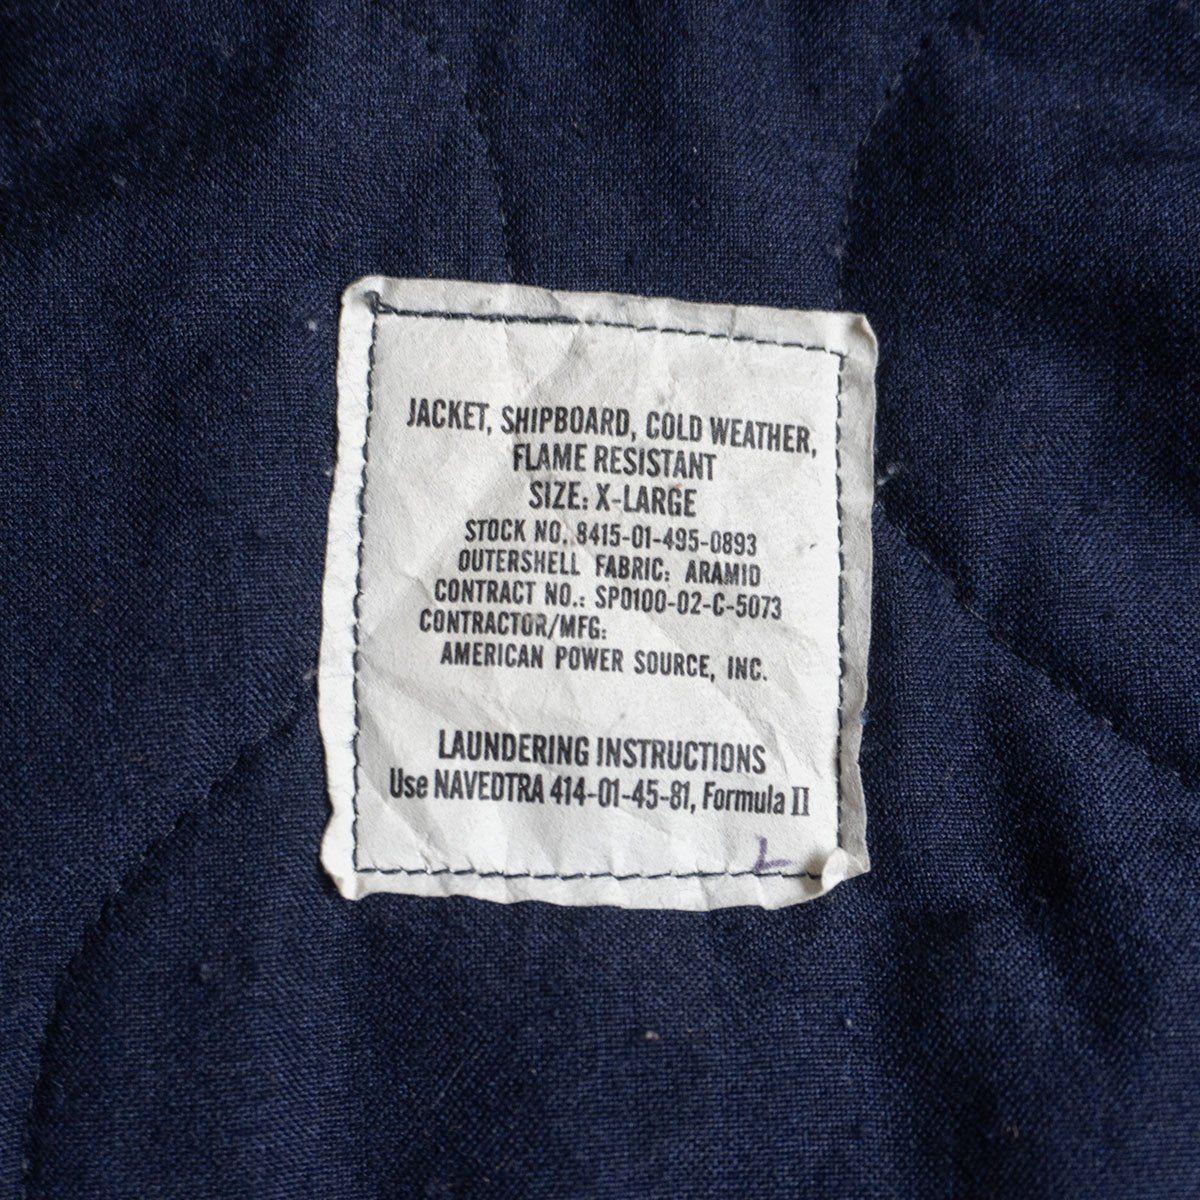 JACKET, SHIPBOARD, COLD WEATHER,
FLAME RESISTANT
SIZE: X-LARGE
STOCK NO. 8415-01-495-0893
OUTERSHELL FABRIC: ARAMID
CONTRACT NO.: SP0100-02-C-5073
CONTRACTOR/MFG:
AMERICAN POWER SOURCE, INC.
LAUNDERING INSTRUCTIONS
Use NAVEDTRA 414-01-45-81, Formula II
L